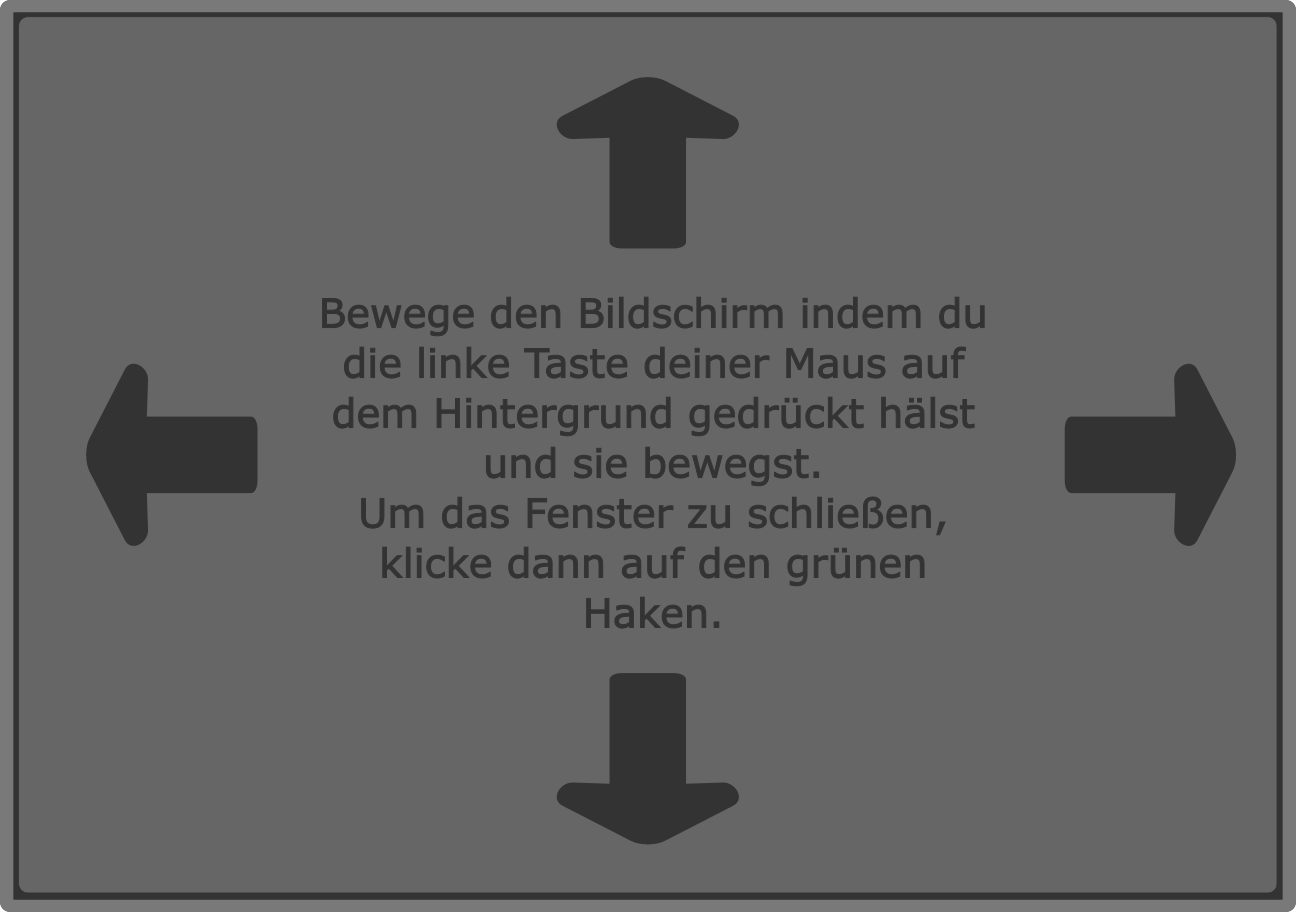 Bewege den Bildschirm indem du
die linke Taste deiner Maus auf
dem Hintergrund gedrückt hälst
und sie bewegst.
Um das Fenster zu schließen,
klicke dann auf den grünen
Haken.